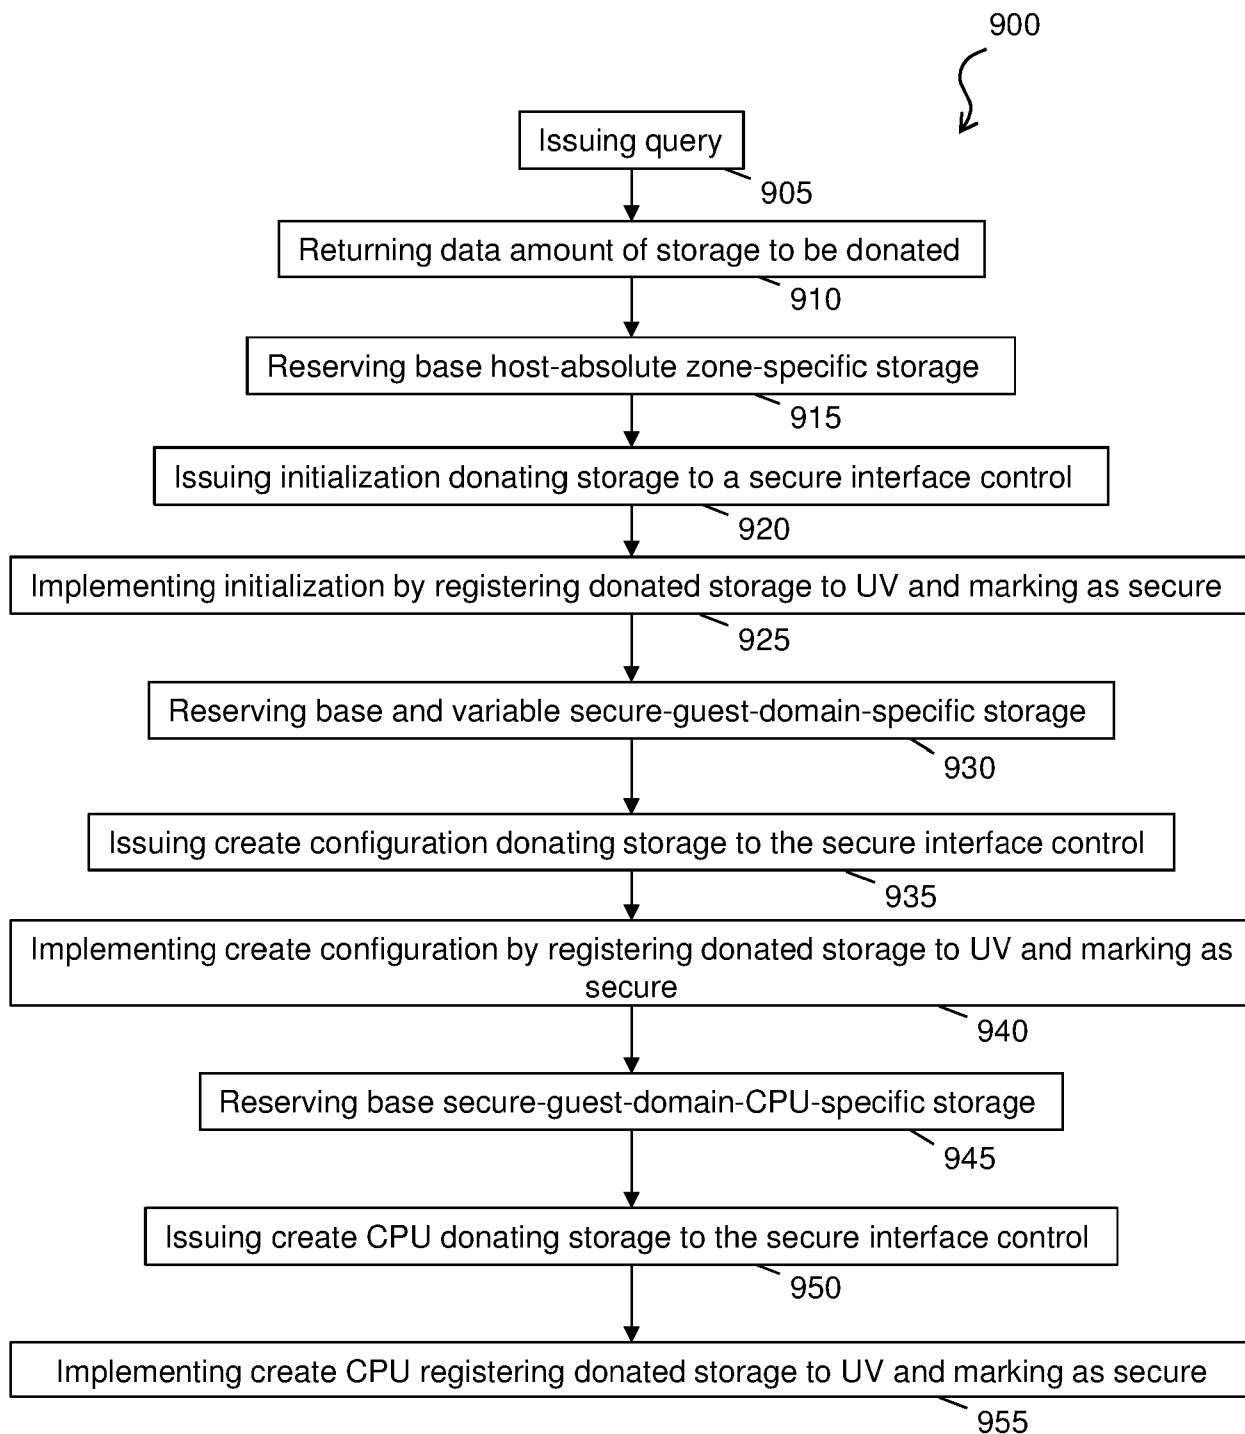 900
Issuing query
905
Returning data amount of storage to be donated
910
Reserving base host-absolute zone-specific storage
915
Issuing initialization donating storage to a secure interface control
920
Implementing initialization by registering donated storage to UV and marking as secure
925
Reserving base and variable secure-guest-domain-specific storage
930
Issuing create configuration donating storage to the secure interface control
935
Implementing create configuration by registering donated storage to UV and marking as
secure
940
Reserving base secure-guest-domain-CPU-specific storage
945
Issuing create CPU donating storage to the secure interface control
950
Implementing create CPU registering donated storage to UV and marking as secure
955